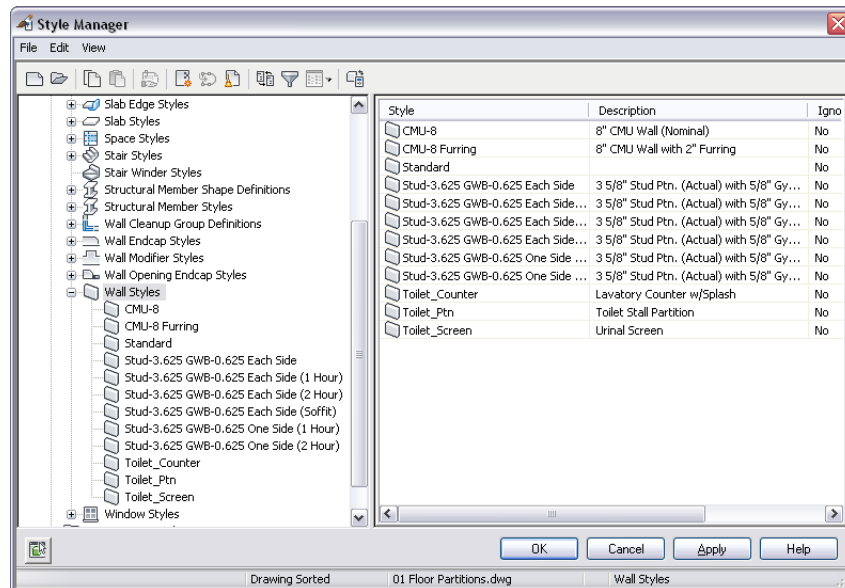 Style Manager
File Edit View
Slab Edge Styles
Slab Styles
Space Styles
Stair Styles
Stair Winder Styles
Structural Member Shape Definitions
Structural Member Styles
Wall Cleanup Group Definitions
Wall Endcap Styles
Wall Modifier Styles
Wall Opening Endcap Styles
Wall Styles
CMU-8
CMU-8 Furring
Standard
Stud-3.625 GWB-0.625 Each Side
Stud-3.625 GWB-0.625 Each Side (1 Hour)
Stud-3.625 GWB-0.625 Each Side (2 Hour)
Stud-3.625 GWB-0.625 Each Side (Soffit)
Stud-3.625 GWB-0.625 One Side (1 Hour)
Stud-3.625 GWB-0.625 One Side (2 Hour)
Toilet_Counter
Toilet_Ptn
Toilet_Screen
Window Styles
Style Description Igno
CMU-8 8" CMU Wall (Nominal) No
CMU-8 Furring 8" CMU Wall with 2" Furring No
Standard No
Stud-3.625 GWB-0.625 Each Side 3 5/8" Stud Ptn. (Actual) with 5/8" Gy... No
Stud-3.625 GWB-0.625 Each Side... 3 5/8" Stud Ptn. (Actual) with 5/8" Gy... No
Stud-3.625 GWB-0.625 Each Side... 3 5/8" Stud Ptn. (Actual) with 5/8" Gy... No
Stud-3.625 GWB-0.625 Each Side... 3 5/8" Stud Ptn. (Actual) with 5/8" Gy... No
Stud-3.625 GWB-0.625 One Side ... 3 5/8" Stud Ptn. (Actual) with 5/8" Gy... No
Stud-3.625 GWB-0.625 One Side ... 3 5/8" Stud Ptn. (Actual) with 5/8" Gy... No
Toilet_Counter Lavatory Counter w/Splash No
Toilet_Ptn Toilet Stall Partition No
Toilet_Screen Urinal Screen No
OK Cancel Apply Help
Drawing Sorted 01 Floor Partitions.dwg Wall Styles